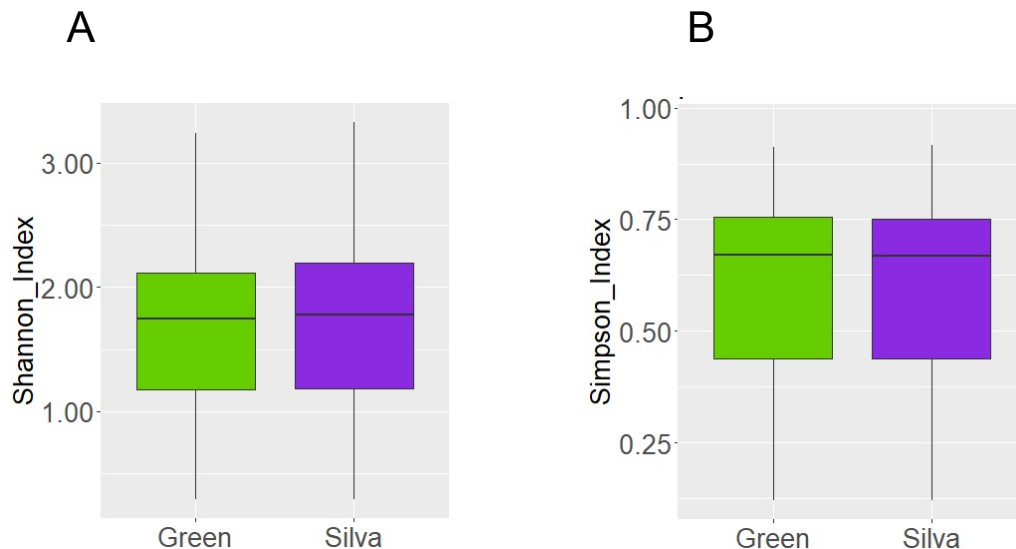 A
B
Shannon_Index
3.00
2.00
1.00
Green
Silva
Simpson_Index
1.00
0.75
0.50
0.25
Green
Silva